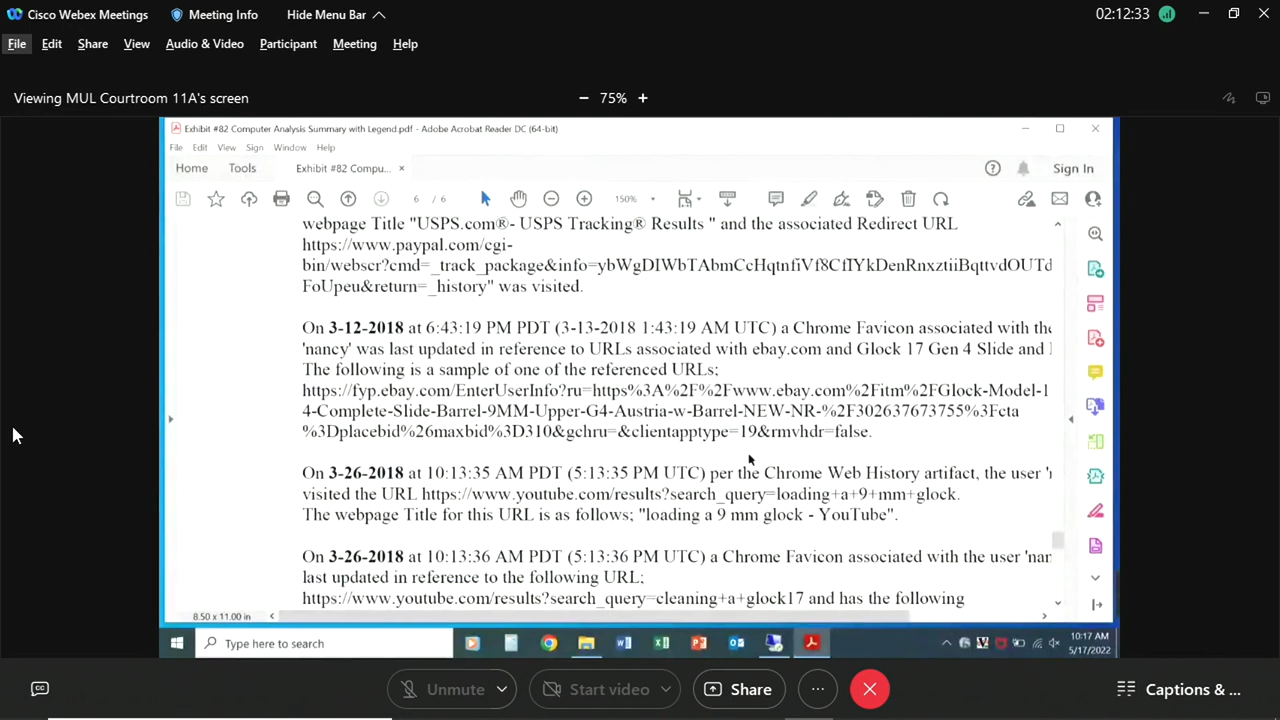 Cisco Webex Meetings Meeting Info Hide Menu Bar 02:12:33
File Edit Share View Audio & Video Participant Meeting Help
Viewing MUL Courtroom 11A's screen − 75% +
Exhibit #82 Computer Analysis Summary with Legend.pdf - Adobe Acrobat Reader DC (64-bit)
File Edit View Sign Window Help
Home Tools Exhibit #82 Compu... × Sign In
6 / 6 150%
webpage Title "USPS.com®- USPS Tracking® Results " and the associated Redirect URL
https://www.paypal.com/cgi-
bin/webscr?cmd=_track_package&info=
FoUpeu&return=_history" was visited.
On 3-12-2018 at 6:43:19 PM PDT (3-13-2018 1:43:19 AM UTC) a Chrome Favicon associated with the
'nancy' was last updated in reference to URLs associated with ebay.com and Glock 17 Gen 4 Slide and
The following is a sample of one of the referenced URLs;
https://fyp.ebay.com/EnterUserInfo?ru=https%3A%2F%2Fwww.ebay.com%2Fitm%2FGlock-Model-1
4-Complete-Slide-Barrel-9MM-Upper-G4-Austria-w-Barrel-NEW-NR-%2F302637673755%3Fcta
%3Dplacebid%26maxbid%3D310&gchru=&clientapptype=19&rmvhdr=false.
On 3-26-2018 at 10:13:35 AM PDT (5:13:35 PM UTC) per the Chrome Web History artifact, the user
visited the URL https://www.youtube.com/results?search_query=loading+a+9+mm+glock.
The webpage Title for this URL is as follows; "loading a 9 mm glock - YouTube".
On 3-26-2018 at 10:13:36 AM PDT (5:13:36 PM UTC) a Chrome Favicon associated with the user 'nan
last updated in reference to the following URL;
https://www.youtube.com/results?search_query=cleaning+a+glock17 and has the following
8.50 x 11.00 in
Type here to search 10:17 AM
5/17/2022
Unmute Start video Share Captions & ...